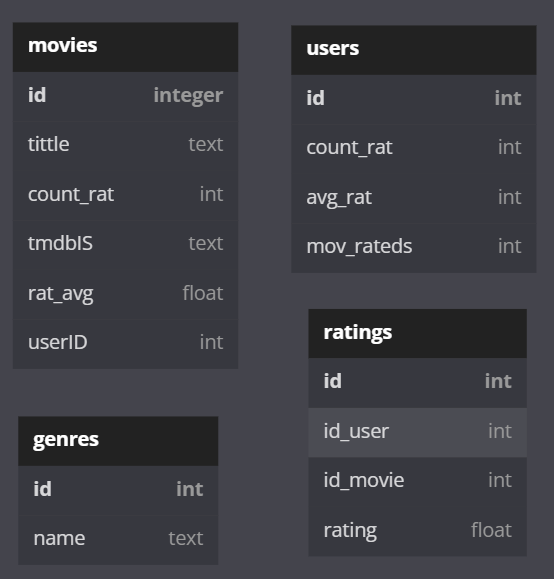 movies
id integer
tittle text
count_rat int
tmdbIS text
rat_avg float
userID int
users
id int
count_rat int
avg_rat int
mov_rateds int
genres
id int
name text
ratings
id int
id_user int
id_movie int
rating float